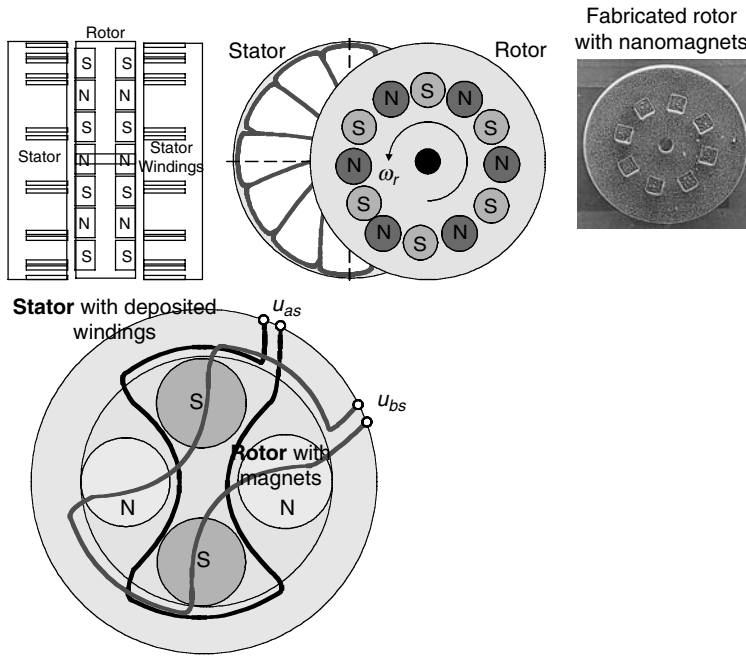 Rotor
S S
N N
S S
Stator N N Stator
Windings
S S
N N
S S
Stator
Rotor
N S N
S S
N N
ωr
S S
N S N
Fabricated rotor
with nanomagnets
Stator with deposited
windings
uas
ubs
S
Rotor with
magnets
N N
S